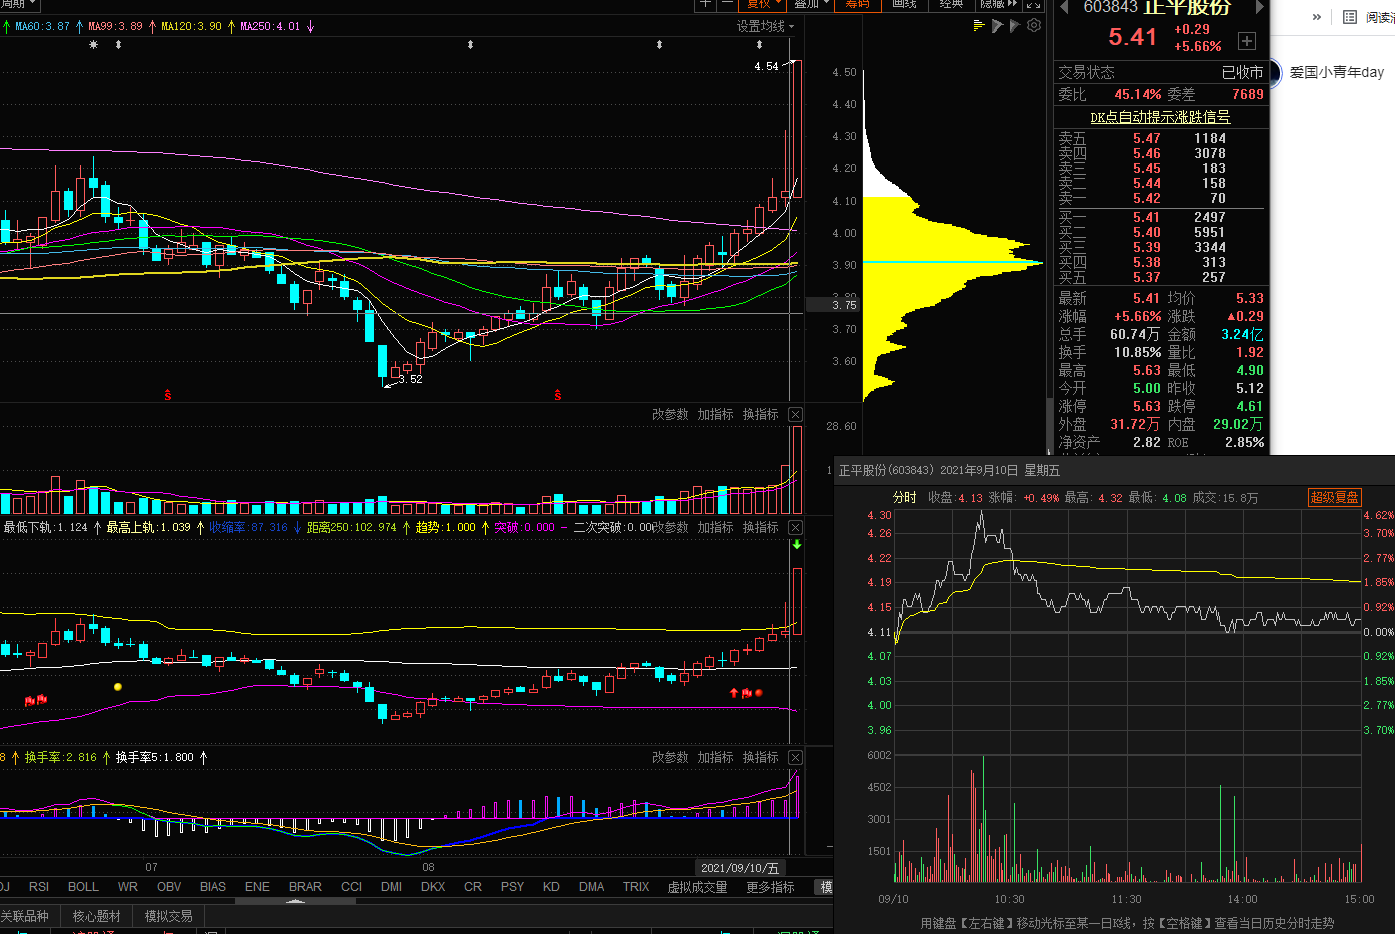 周期
复权
叠加
筹码
画线
经典
隐藏
MA60:3.87 ↑ MA99:3.89 ↑ MA120:3.90 ↑ MA250:4.01 ↓
设置均线
4.54
3.52
4.50
4.40
4.30
4.20
4.10
4.00
3.90
3.80
3.75
3.70
3.60
改参数 加指标 换指标
28.60
最低下轨:1.124 ↑ 最高上轨:1.039 ↑ 收缩率:87.316 ↓ 距离250:102.974 ↑ 趋势:1.000 ↑ 突破:0.000 − 二次突破:0.00
改参数 加指标 换指标
8 ↑ 换手率:2.816 ↑ 换手率5:1.800 ↑
改参数 加指标 换指标
07
08
2021/09/10/五
DJ RSI BOLL WR OBV BIAS ENE BRAR CCI DMI DKX CR PSY KD DMA TRIX 虚拟成交量 更多指标 模
关联品种 核心题材 模拟交易
603843 正平股份
5.41
+0.29
+5.66%
交易状态 已收市
委比 45.14% 委差 7689
DK点自动提示涨跌信号
卖五 5.47 1184
卖四 5.46 3078
卖三 5.45 183
卖二 5.44 158
卖一 5.42 70
买一 5.41 2497
买二 5.40 5951
买三 5.39 3344
买四 5.38 313
买五 5.37 257
最新 5.41 均价 5.33
涨幅 +5.66% 涨跌 ▲0.29
总手 60.74万 金额 3.24亿
换手 10.85% 量比 1.92
最高 5.63 最低 4.90
今开 5.00 昨收 5.12
涨停 5.63 跌停 4.61
外盘 31.72万 内盘 29.02万
净资产 2.82 ROE 2.85%
»
阅读
爱国小青年day
正平股份(603843) 2021年9月10日 星期五
分时 收盘:4.13 涨幅: +0.49% 最高: 4.32 最低: 4.08 成交:15.8万
超级复盘
4.30 4.62%
4.26 3.70%
4.22 2.77%
4.19 1.85%
4.15 0.92%
4.11 0.00%
4.07 0.92%
4.03 1.85%
4.00 2.77%
3.96 3.70%
6002
4502
3001
1501
09/10 10:30 11:30 14:00 15:00
用键盘【左右键】移动光标至某一日K线, 按【空格键】查看当日历史分时走势